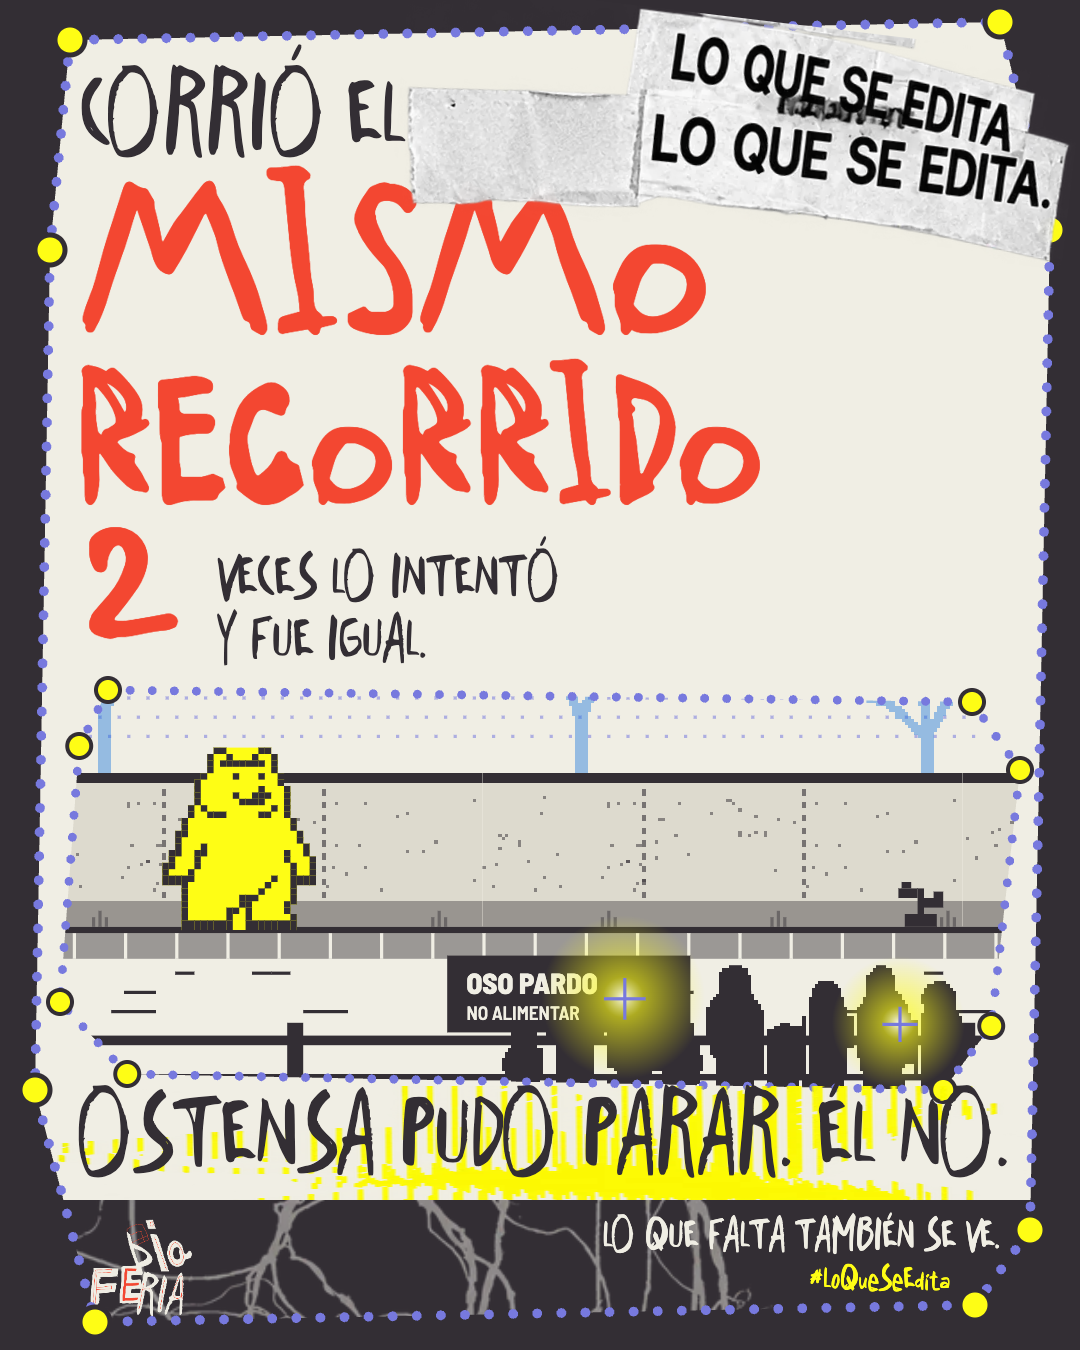 LO QUE SE EDITA
LO QUE SE EDITA.
CORRIÓ EL
MISMO
RECORRIDO
2 VECES LO INTENTÓ
Y FUE IGUAL.
OSO PARDO
NO ALIMENTAR
OSTENSA PUDO PARAR. ÉL NO.
LO QUE FALTA TAMBIÉN SE VE.
#LoQueSeEdita
bio
FERIA